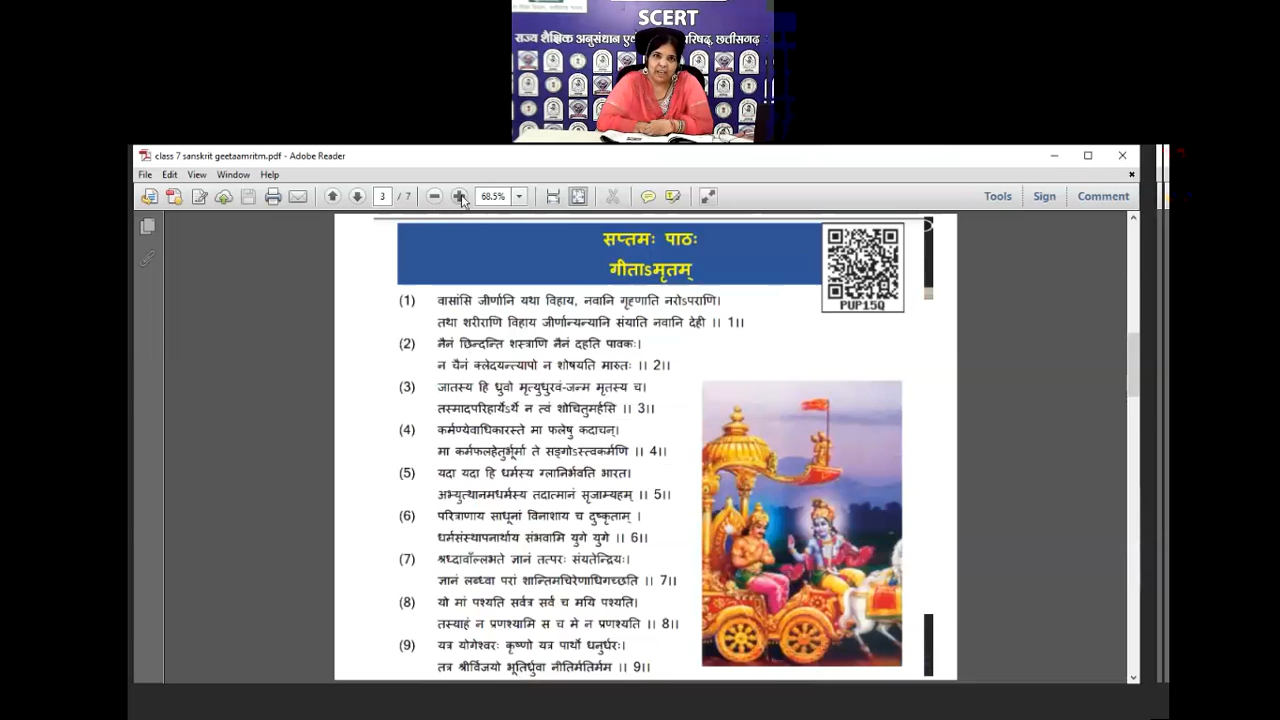 SCERT
राज्य शैक्षिक अनुसंधान एवं परिषद्, छत्तीसगढ़
class 7 sanskrit geetaamritm.pdf - Adobe Reader
File Edit View Window Help
3 / 7 68.5% Tools Sign Comment
सप्तमः पाठः
गीताऽमृतम्
PUP15Q
(1) वासांसि जीर्णानि यथा विहाय, नवानि गृह्णाति नरोऽपराणि।
तथा शरीराणि विहाय जीर्णान्यन्यानि संयाति नवानि देही ।। 1।।
(2) नैनं छिन्दन्ति शस्त्राणि नैनं दहति पावकः।
न चैनं क्लेदयन्त्यापो न शोषयति मारुतः ।। 2।।
(3) जातस्य हि ध्रुवो मृत्युधुरवं-जन्म मृतस्य च।
तस्मादपरिहार्येऽर्थे न त्वं शोचितुमर्हसि ।। 3।।
(4) कर्मण्येवाधिकारस्ते मा फलेषु कदाचन्।
मा कर्मफलहेतुर्भूर्मा ते सङ्गोऽस्त्वकर्मणि ।। 4।।
(5) यदा यदा हि धर्मस्य ग्लानिर्भवति भारत।
अभ्युत्थानमधर्मस्य तदात्मानं सृजाम्यहम् ।। 5।।
(6) परित्राणाय साधूनां विनाशाय च दुष्कृताम् ।
धर्मसंस्थापनार्थाय संभवामि युगे युगे ।। 6।।
(7) श्रध्दावाँल्लभते ज्ञानं तत्परः संयतेन्द्रियः।
ज्ञानं लब्ध्वा परां शान्तिमचिरेणाधिगच्छति ।। 7।।
(8) यो मां पश्यति सर्वत्र सर्वं च मयि पश्यति।
तस्याहं न प्रणश्यामि स च मे न प्रणश्यति ।। 8।।
(9) यत्र योगेश्वरः कृष्णो यत्र पार्थो धनुर्धरः।
तत्र श्रीर्विजयो भूतिर्ध्रुवा नीतिर्मतिर्मम ।। 9।।